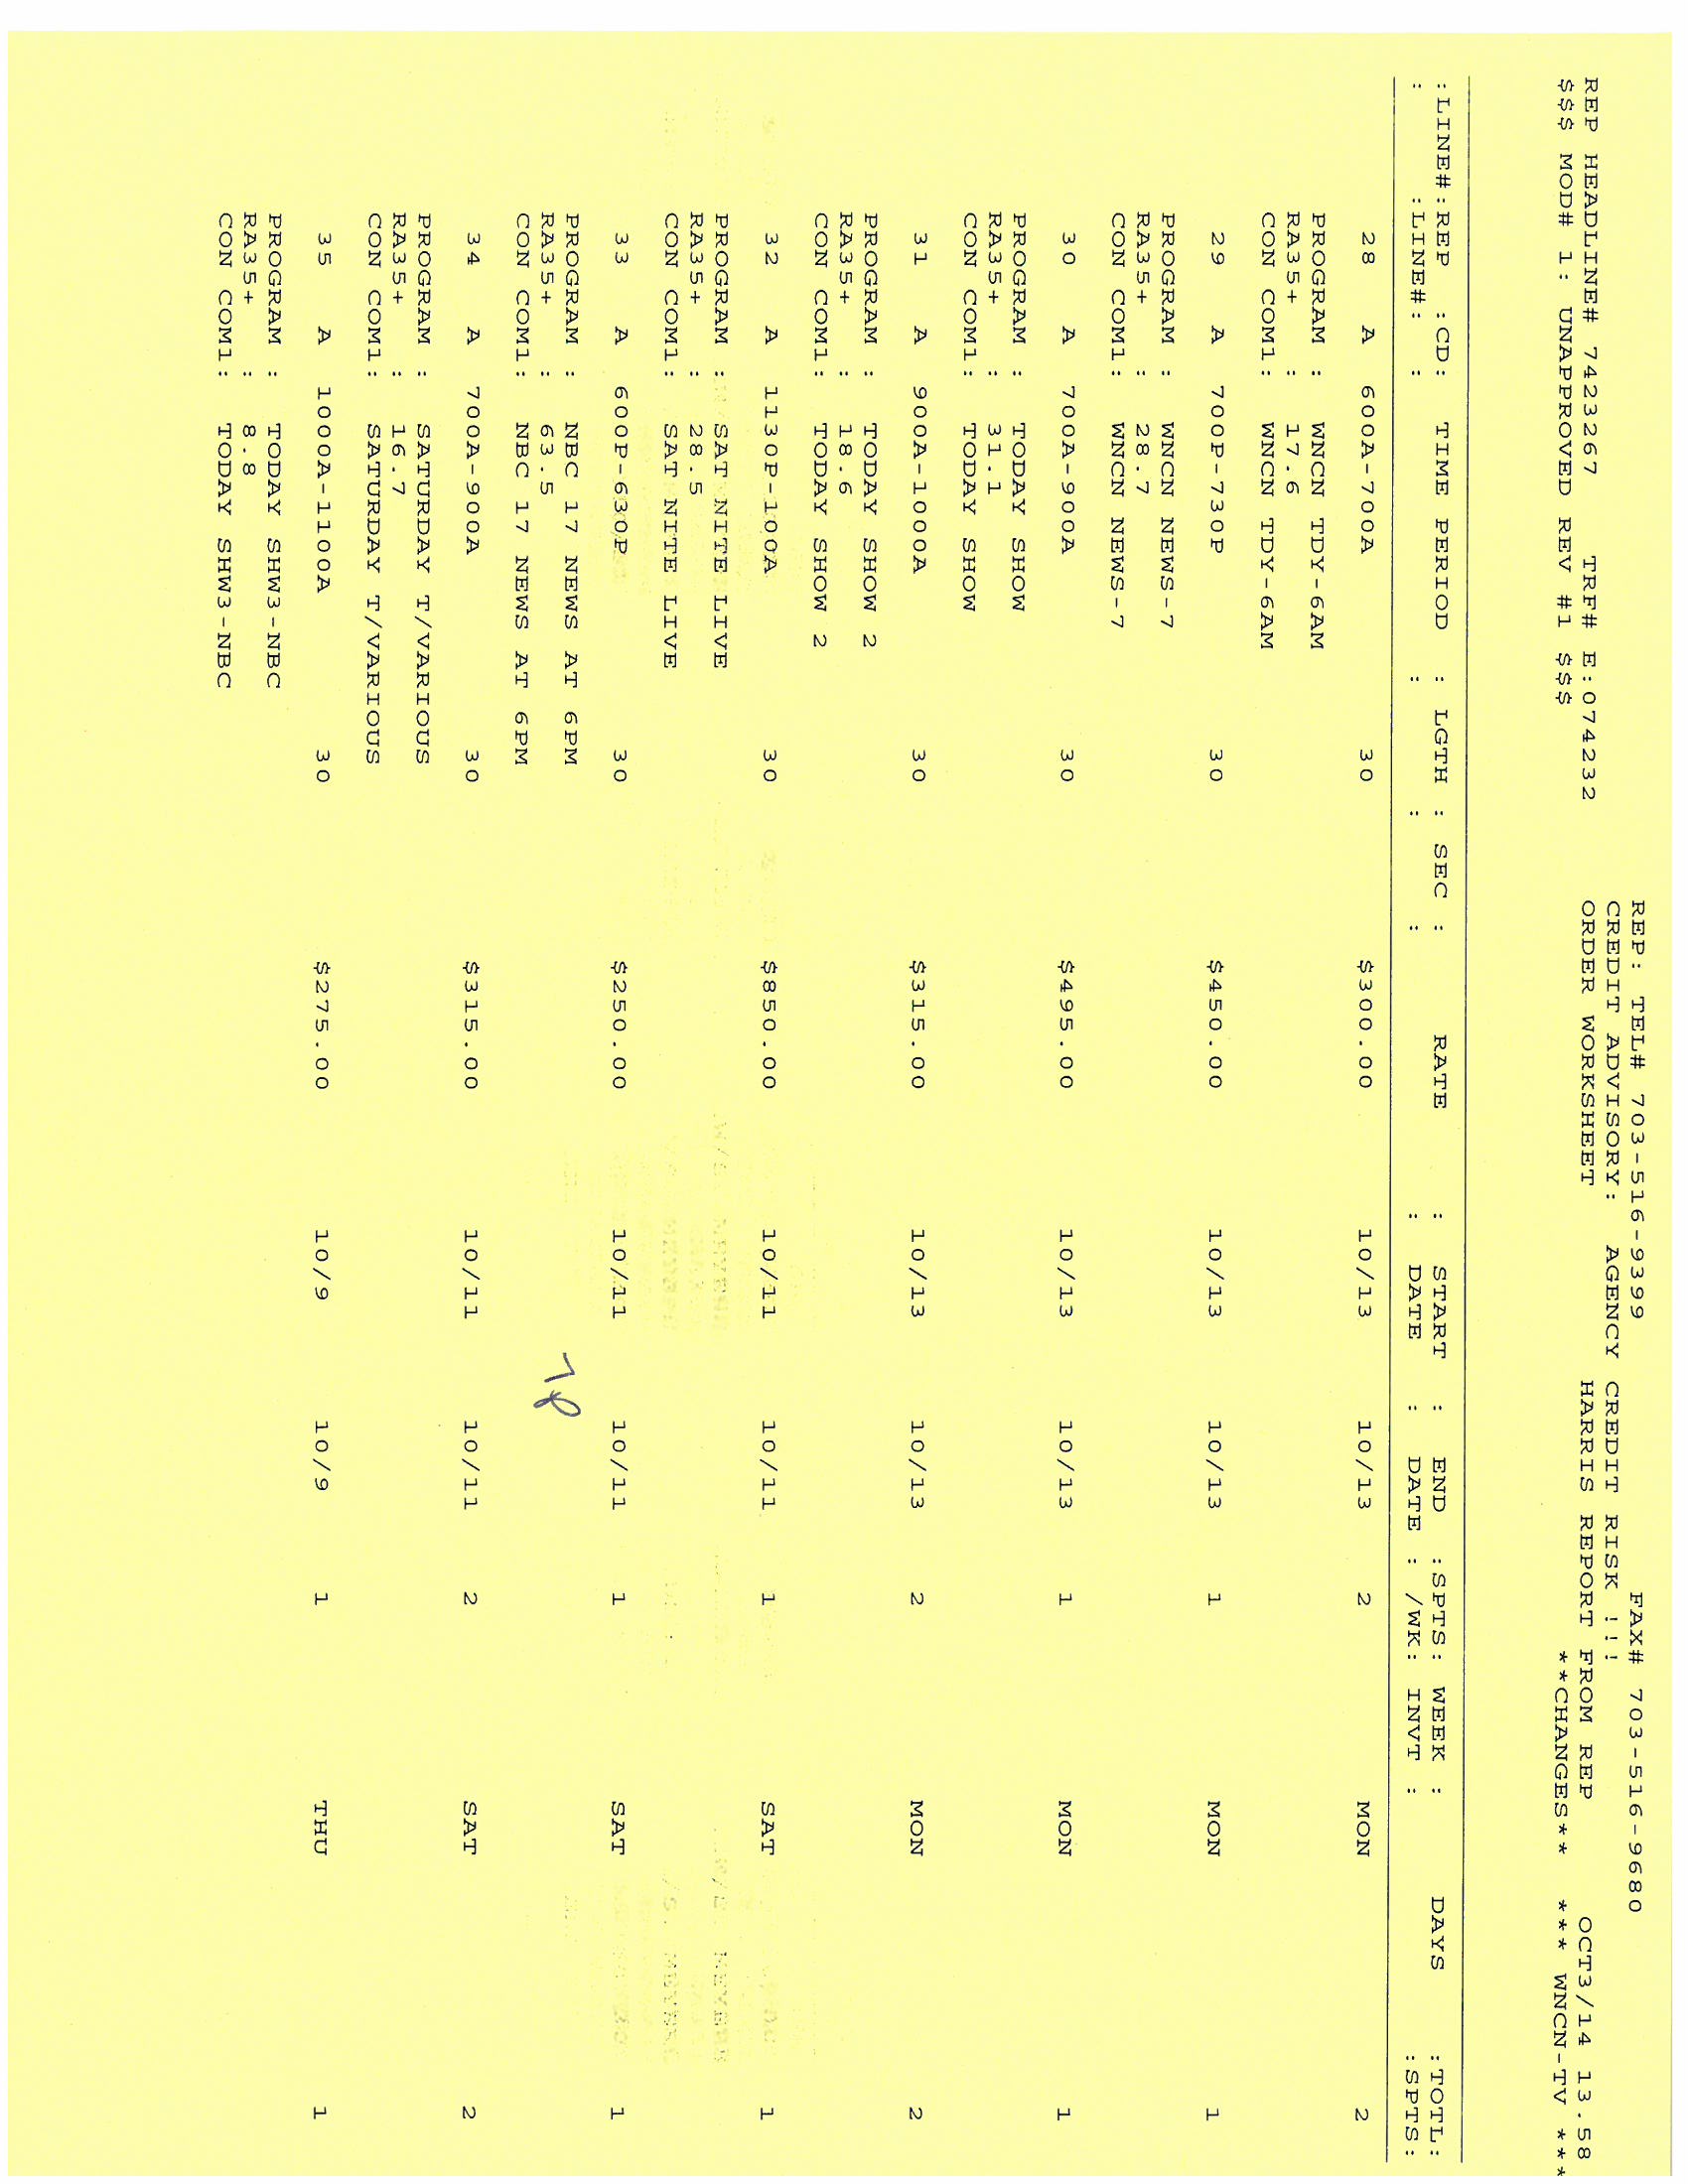 REP: TEL# 703-516-9399 FAX# 703-516-9680
CREDIT ADVISORY: AGENCY CREDIT RISK !!!
REP HEADLINE# 7423267 TRF# E:074232 ORDER WORKSHEET HARRIS REPORT FROM REP OCT3/14 13.58
$$$ MOD# 1: UNAPPROVED REV #1 $$$ **CHANGES** *** WNCN-TV ***
:LINE#:REP :CD: TIME PERIOD : LGTH : SEC : RATE : START : END :SPTS: WEEK : DAYS :TOTL:
: :LINE#: : : : : DATE : DATE : /WK: INVT : :SPTS:
28 A 600A-700A 30 $300.00 10/13 10/13 2 MON 2
PROGRAM : WNCN TDY-6AM
RA35+ : 17.6
CON COM1: WNCN TDY-6AM
29 A 700P-730P 30 $450.00 10/13 10/13 1 MON 1
PROGRAM : WNCN NEWS-7
RA35+ : 28.7
CON COM1: WNCN NEWS-7
30 A 700A-900A 30 $495.00 10/13 10/13 1 MON 1
PROGRAM : TODAY SHOW
RA35+ : 31.1
CON COM1: TODAY SHOW
31 A 900A-1000A 30 $315.00 10/13 10/13 2 MON 2
PROGRAM : TODAY SHOW 2
RA35+ : 18.6
CON COM1: TODAY SHOW 2
32 A 1130P-100A 30 $850.00 10/11 10/11 1 SAT 1
PROGRAM : SAT NITE LIVE
RA35+ : 28.5
CON COM1: SAT NITE LIVE
33 A 600P-630P 30 $250.00 10/11 10/11 1 SAT 1
PROGRAM : NBC 17 NEWS AT 6PM
RA35+ : 63.5
CON COM1: NBC 17 NEWS AT 6PM
34 A 700A-900A 30 $315.00 10/11 10/11 2 SAT 2
PROGRAM : SATURDAY T/VARIOUS
RA35+ : 16.7
CON COM1: SATURDAY T/VARIOUS
35 A 1000A-1100A 30 $275.00 10/9 10/9 1 THU 1
PROGRAM : TODAY SHW3-NBC
RA35+ : 8.8
CON COM1: TODAY SHW3-NBC